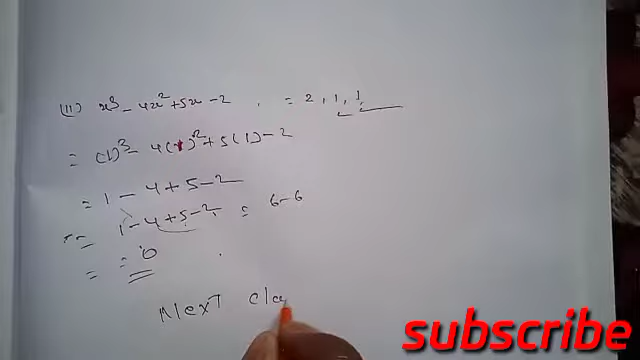 (III) x³ - 4x² + 5x - 2 , = 2, 1, 1,
= (1)³ - 4(1)² + 5(1) - 2
= 1 - 4 + 5 - 2
= 1 - 4 + 5 - 2 = 6 - 6
= = 0
Next cla
subscribe